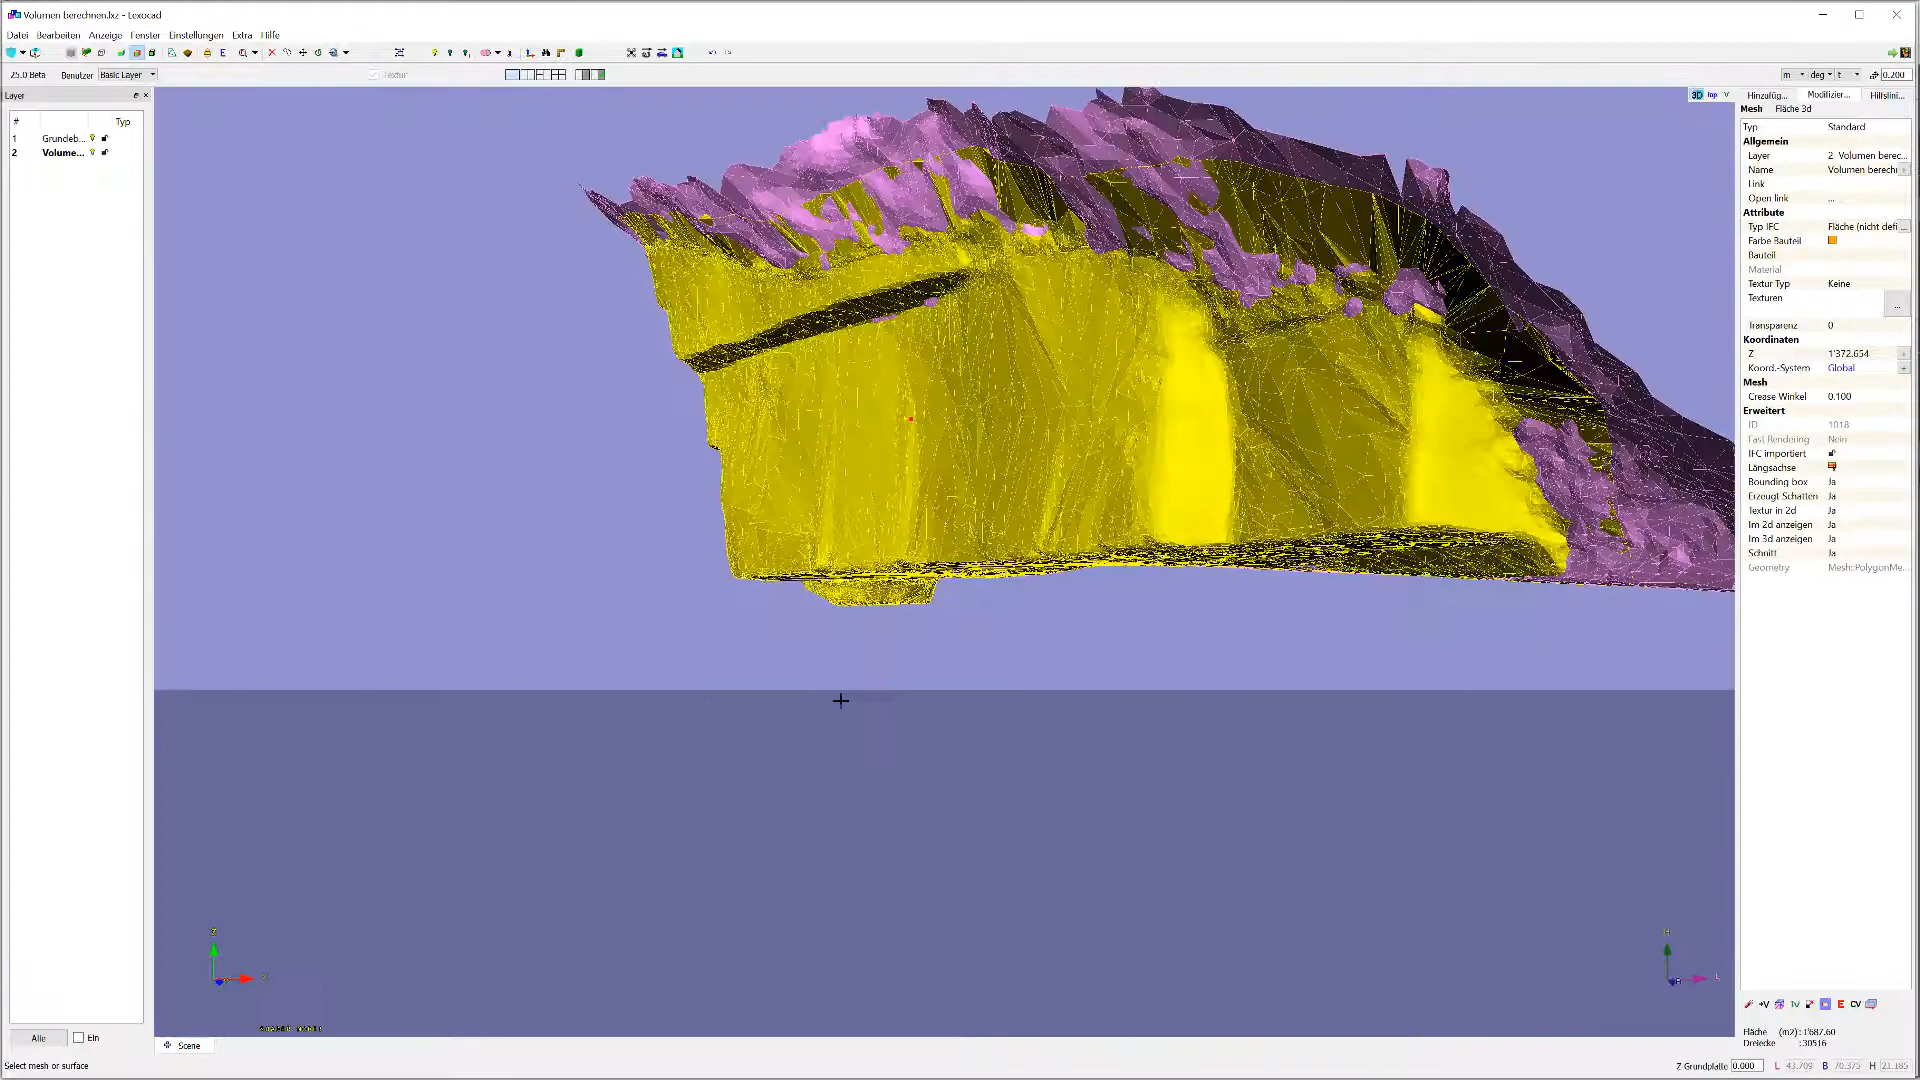 Volumen berechnen.lxz - Lexocad
Datei Bearbeiten Anzeige Fenster Einstellungen Extra Hilfe
25.0 Beta Benutzer Basic Layer Textur m deg t 0.200
Layer
# Typ
1 Grundeb...
2 Volume...
3D Top
Hinzufüg... Modifizier... Hilfslini...
Mesh Fläche 3d
Typ Standard
Allgemein
Layer 2 Volumen berec...
Name Volumen berech
Link
Open link ...
Attribute
Typ IFC Fläche (nicht defi ...
Farbe Bauteil
Bauteil
Material
Textur Typ Keine
Texturen ...
Transparenz 0
Koordinaten
Z 1'372.654
Koord.-System Global
Mesh
Crease Winkel 0.100
Erweitert
ID 1018
Fast Rendering Nein
IFC importiert
Längsachse
Bounding box Ja
Erzeugt Schatten Ja
Textur in 2d Ja
Im 2d anzeigen Ja
Im 3d anzeigen Ja
Schnitt Ja
Geometry Mesh::PolygonMe...
Z H
L
E CV
Fläche (m2) :1'687.60
Dreiecke :30516
Alle Ein
Scene
Select mesh or surface
Z Grundplatte 0.000 L 43.709 B 70.375 H 21.185